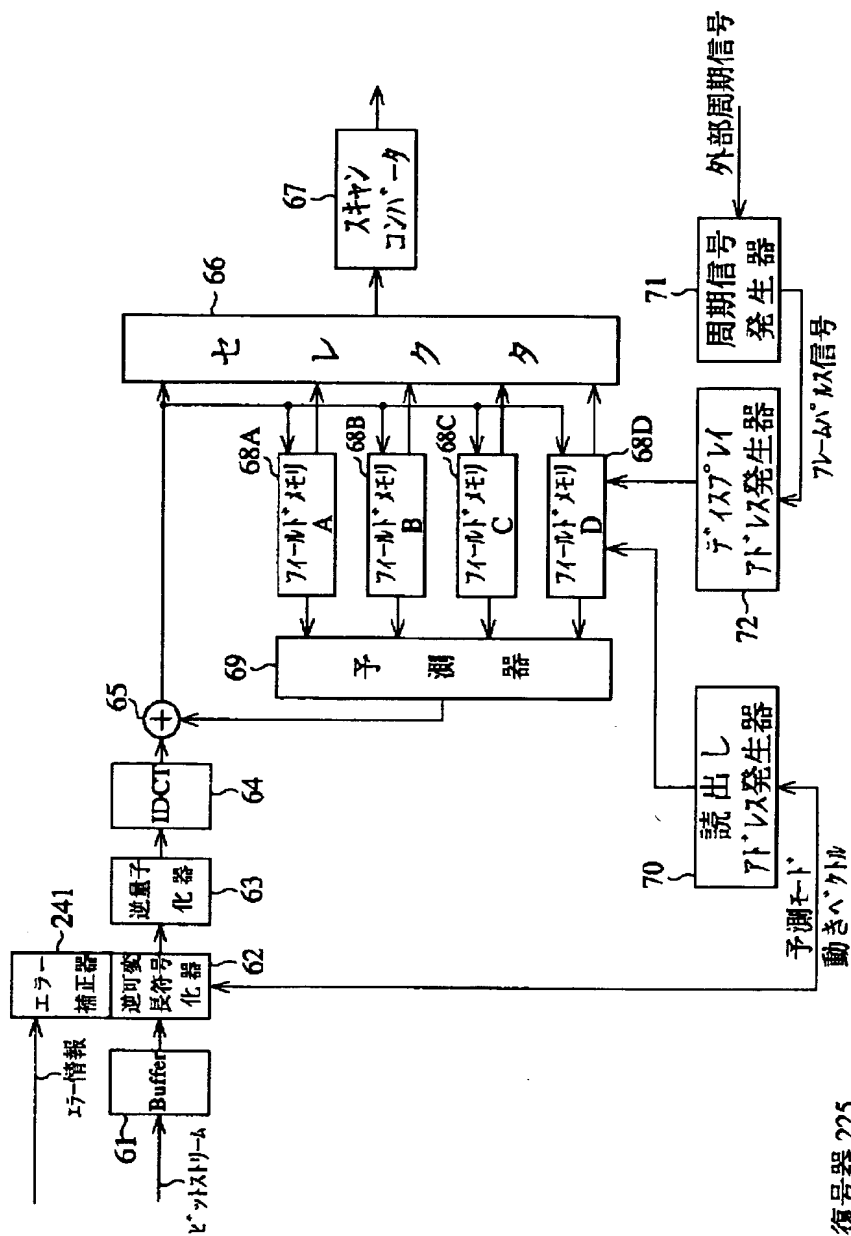 エラー情報
241
エラー
補正器
ビットストリーム
61
Buffer
逆可変
長符号
化器
62
逆量子
化器
63
IDCT
64
65
+
66
セレクタ
67
スキャン
コンバータ
68A
フィールドメモリ
A
68B
フィールドメモリ
B
68C
フィールドメモリ
C
68D
フィールドメモリ
D
69
予測器
70
読出し
アドレス発生器
予測モード
動きベクトル
72
ディスプレイ
アドレス発生器
フレームパルス信号
71
周期信号
発生器
外部周期信号
復号器 225